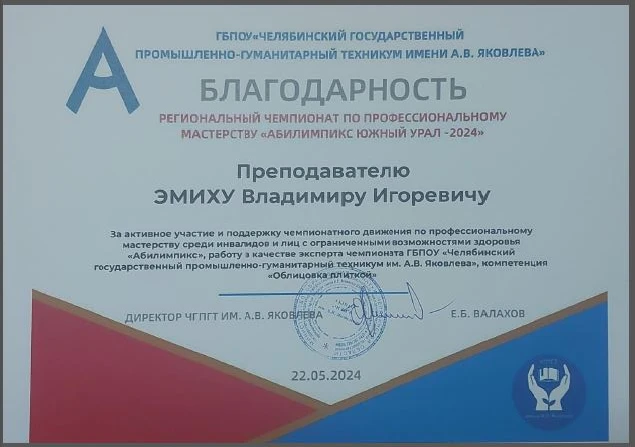 ГБПОУ«ЧЕЛЯБИНСКИЙ ГОСУДАРСТВЕННЫЙ
ПРОМЫШЛЕННО-ГУМАНИТАРНЫЙ ТЕХНИКУМ ИМЕНИ А.В. ЯКОВЛЕВА»
БЛАГОДАРНОСТЬ
РЕГИОНАЛЬНЫЙ ЧЕМПИОНАТ ПО ПРОФЕССИОНАЛЬНОМУ
МАСТЕРСТВУ «АБИЛИМПИКС ЮЖНЫЙ УРАЛ -2024»
Преподавателю
ЭМИХУ Владимиру Игоревичу
За активное участие и поддержку чемпионатного движения по профессиональному
мастерству среди инвалидов и лиц с ограниченными возможностями здоровья
«Абилимпикс», работу в качестве эксперта чемпионата ГБПОУ «Челябинский
государственный промышленно-гуманитарный техникум им. А.В. Яковлева», компетенция
«Облицовка плиткой»
ДИРЕКТОР ЧГПГТ ИМ. А.В. ЯКОВЛЕВА Е.Б. ВАЛАХОВ
22.05.2024